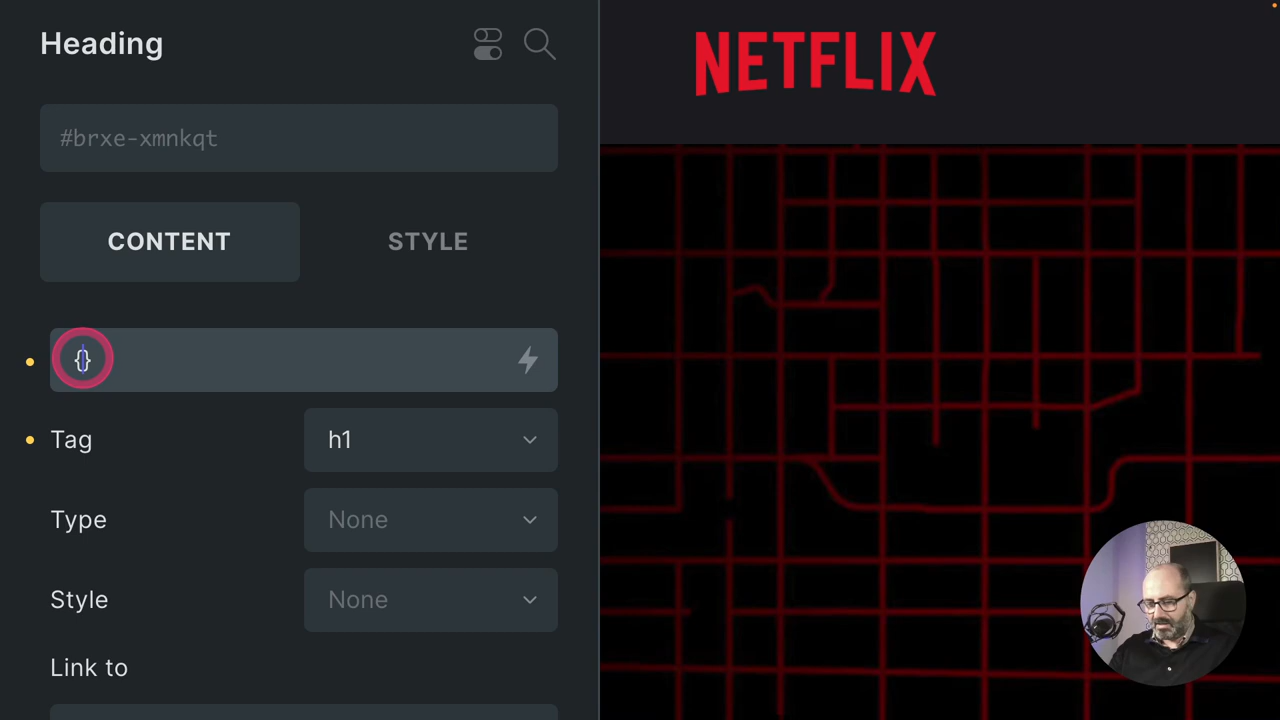 Heading
NETFLIX
#brxe-xmnkqt
CONTENT
STYLE
{}
Tag
h1
Type
None
Style
None
Link to